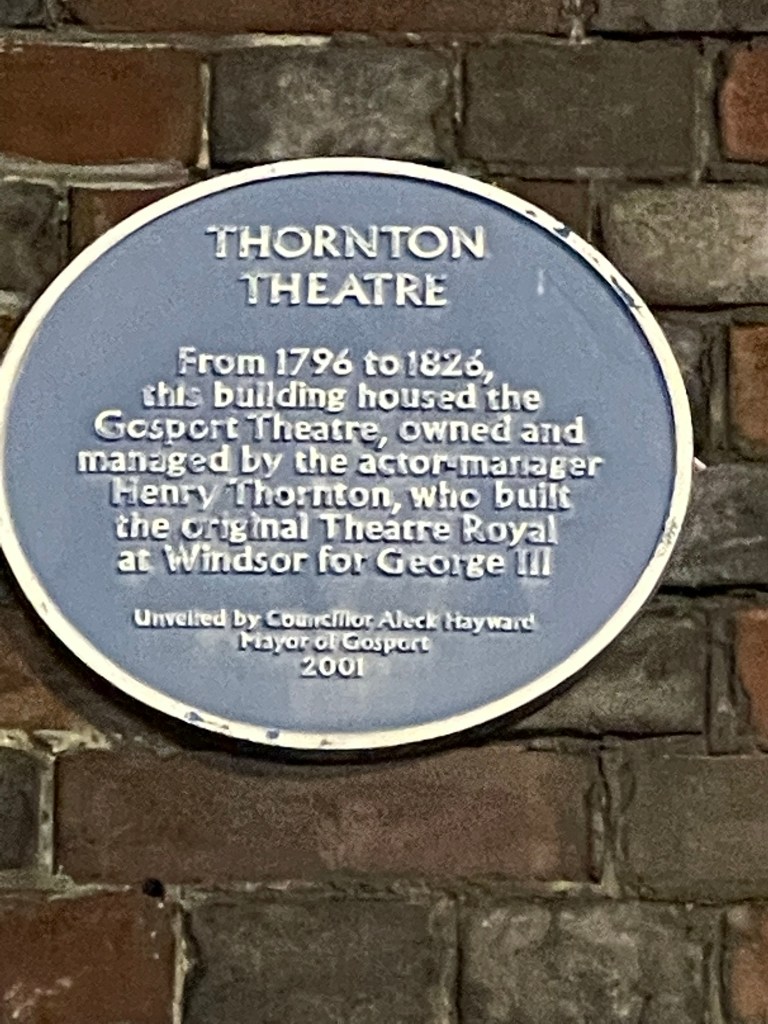 THORNTON
THEATRE
From 1796 to 1826,
this building housed the
Gosport Theatre, owned and
managed by the actor-manager
Henry Thornton, who built
the original Theatre Royal
at Windsor for George III
Unveiled by Councillor Aleck Hayward
Mayor of Gosport
2001